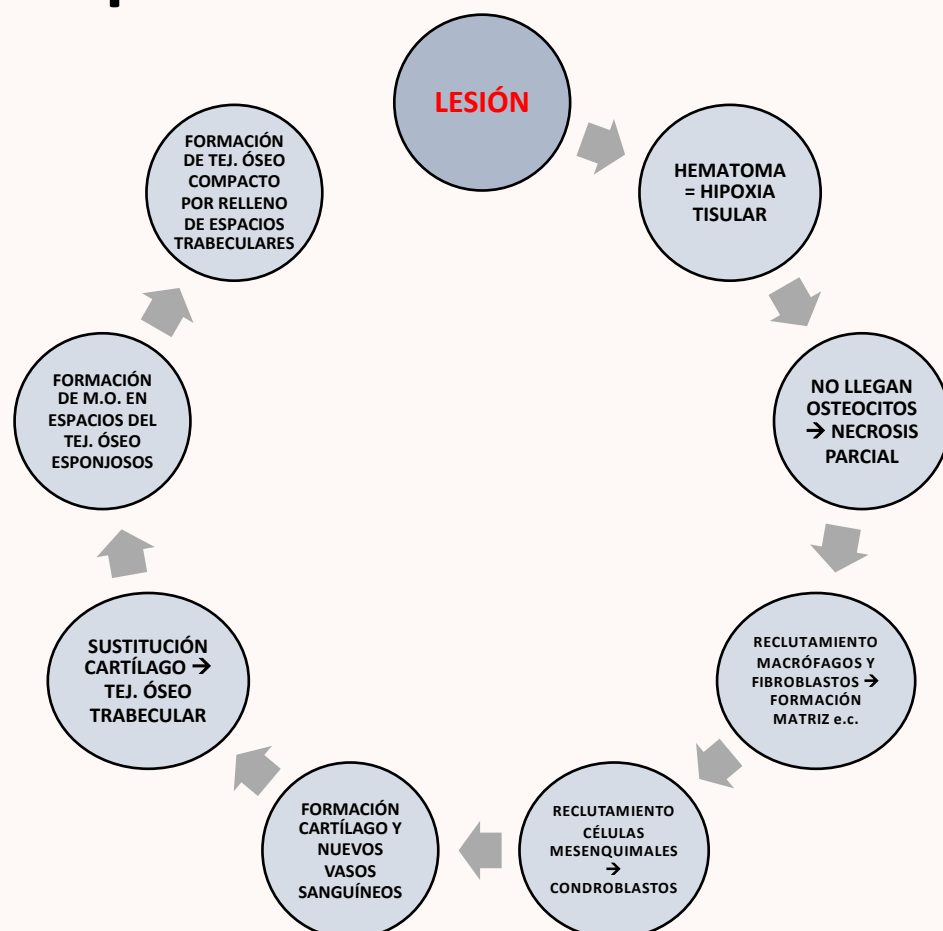 LESIÓN
HEMATOMA
= HIPOXIA
TISULAR
NO LLEGAN
OSTEOCITOS
→ NECROSIS
PARCIAL
RECLUTAMIENTO
MACRÓFAGOS Y
FIBROBLASTOS →
FORMACIÓN
MATRIZ e.c.
RECLUTAMIENTO
CÉLULAS
MESENQUIMALES
→
CONDROBLASTOS
FORMACIÓN
CARTÍLAGO Y
NUEVOS
VASOS
SANGUÍNEOS
SUSTITUCIÓN
CARTÍLAGO →
TEJ. ÓSEO
TRABECULAR
FORMACIÓN
DE M.O. EN
ESPACIOS DEL
TEJ. ÓSEO
ESPONJOSOS
FORMACIÓN
DE TEJ. ÓSEO
COMPACTO
POR RELLENO
DE ESPACIOS
TRABECULARES